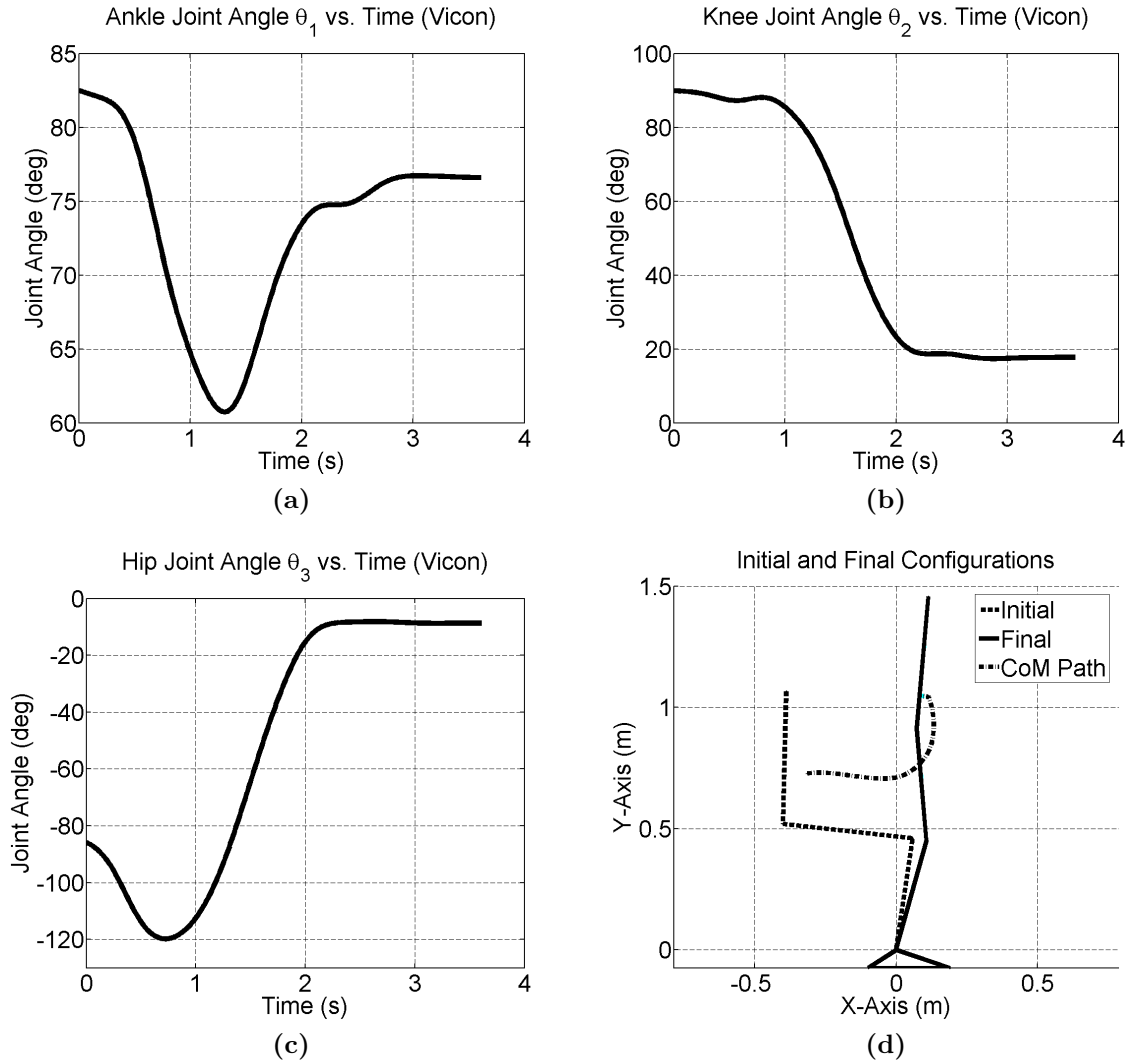 Ankle Joint Angle θ1 vs. Time (Vicon)
85
80
75
70
65
60
0 1 2 3 4
Joint Angle (deg)
Time (s)
(a)
Knee Joint Angle θ2 vs. Time (Vicon)
100
80
60
40
20
0
0 1 2 3 4
Joint Angle (deg)
Time (s)
(b)
Hip Joint Angle θ3 vs. Time (Vicon)
0
-20
-40
-60
-80
-100
-120
0 1 2 3 4
Joint Angle (deg)
Time (s)
(c)
Initial and Final Configurations
1.5
1
0.5
0
-0.5 0 0.5
Y-Axis (m)
X-Axis (m)
Initial
Final
CoM Path
(d)